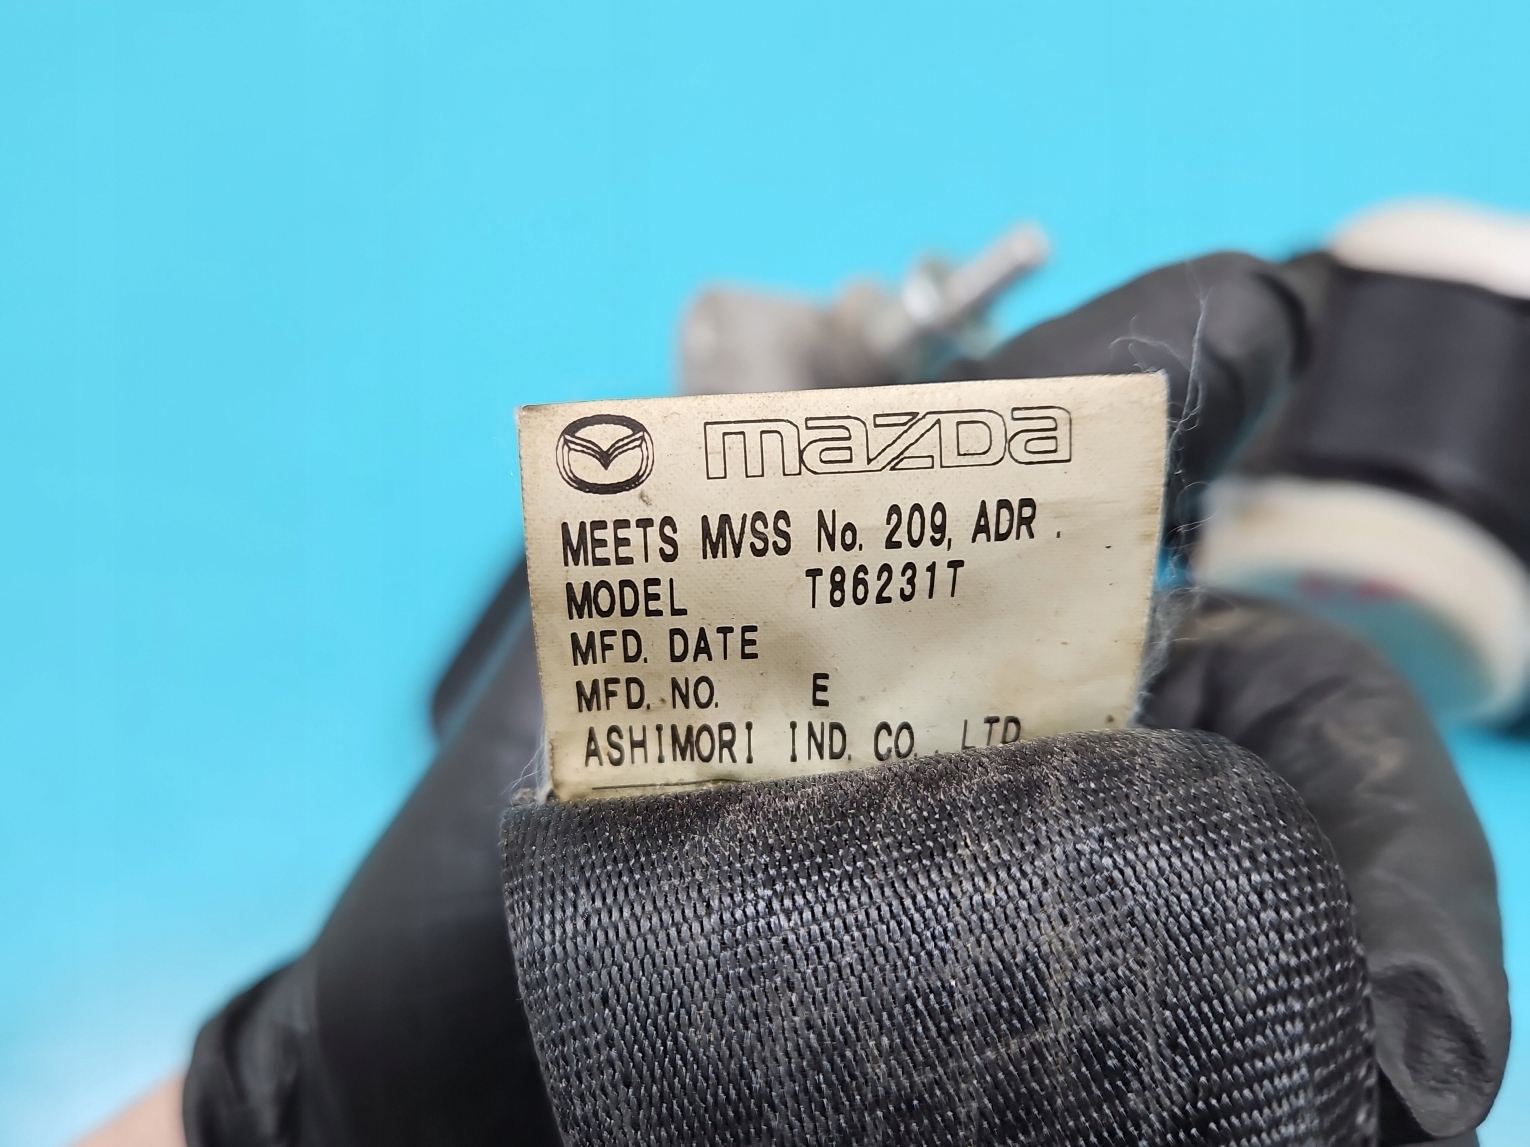 mazda
MEETS MVSS No. 209, ADR .
MODEL T86231T
MFD. DATE
MFD. NO. E
ASHIMORI IND. CO., LTD